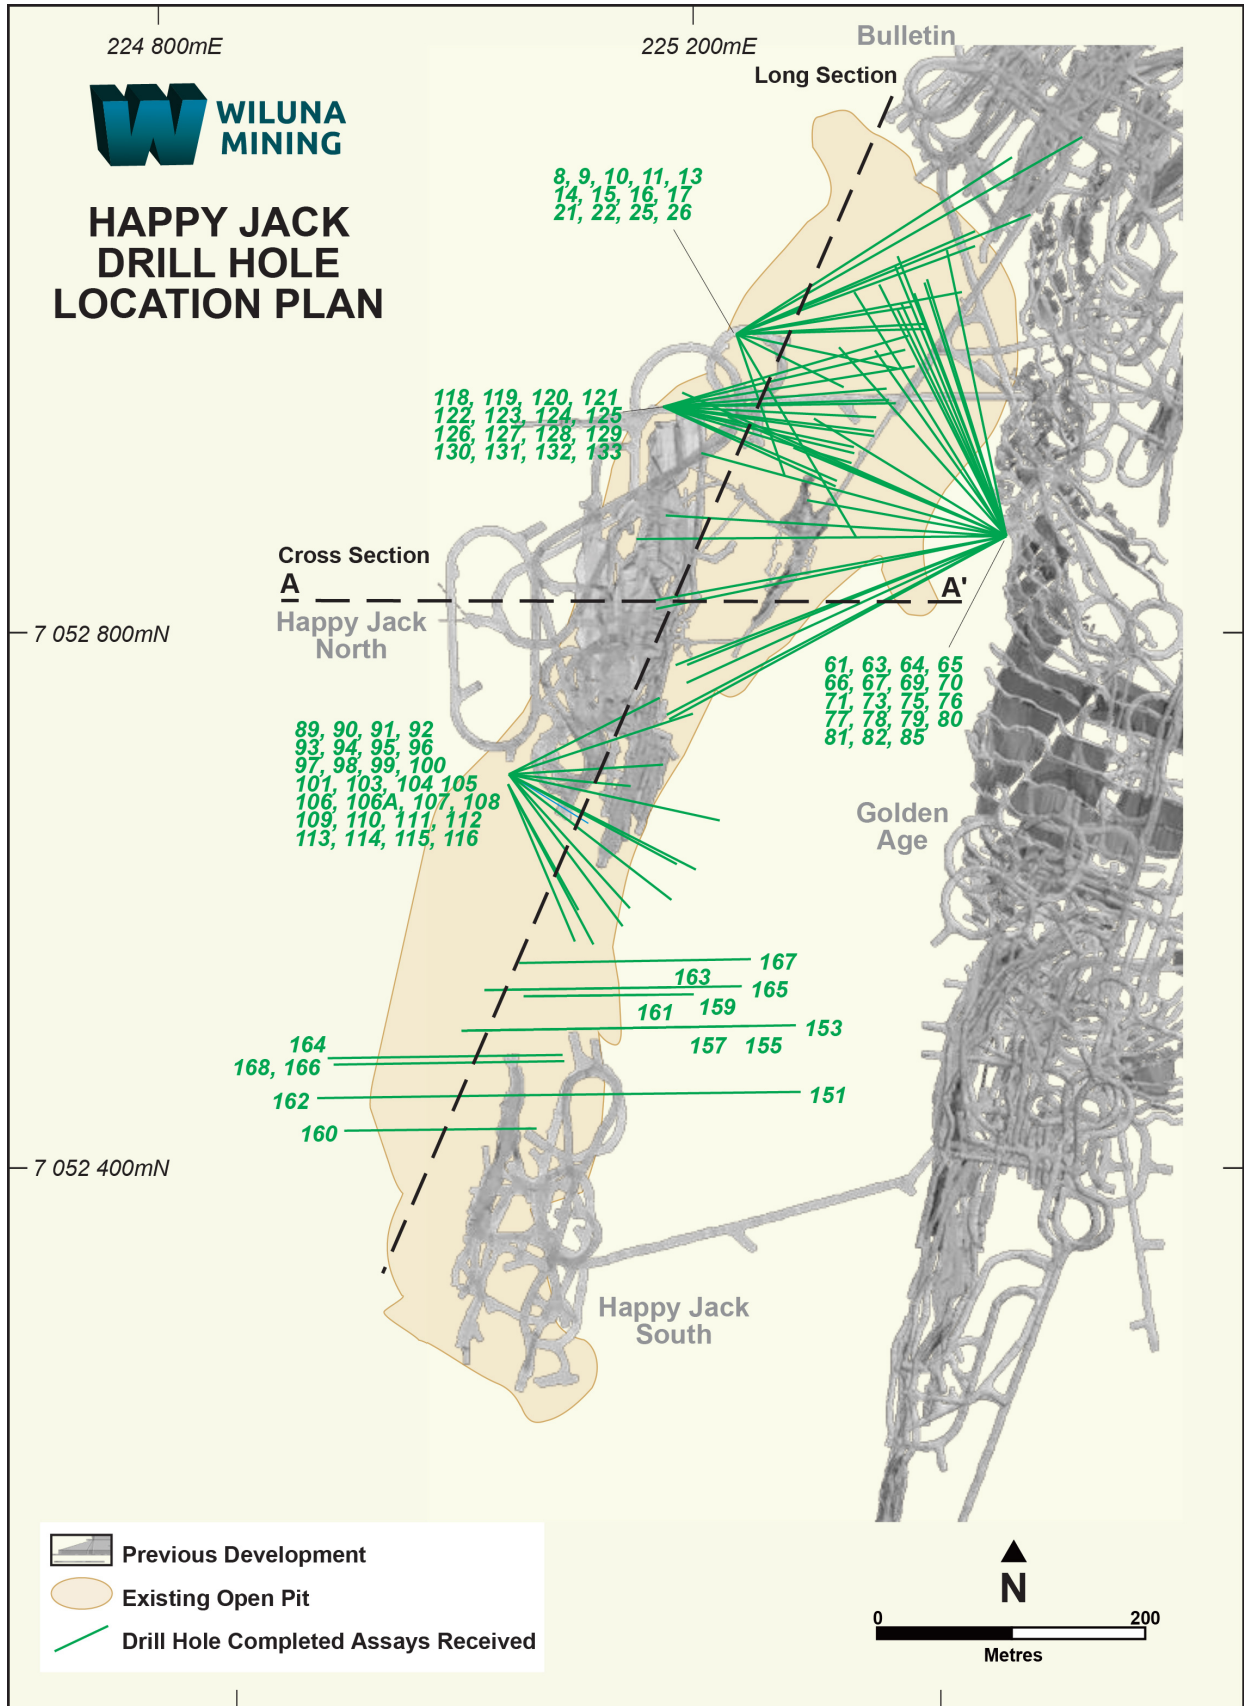 224 800mE
225 200mE
Bulletin
Long Section
WILUNA
MINING
HAPPY JACK
DRILL HOLE
LOCATION PLAN
8, 9, 10, 11, 13
14, 15, 16, 17
21, 22, 25, 26
118, 119, 120, 121
122, 123, 124, 125
126, 127, 128, 129
130, 131, 132, 133
Cross Section
A
A'
Happy Jack
North
7 052 800mN
61, 63, 64, 65
66, 67, 69, 70
71, 73, 75, 76
77, 78, 79, 80
81, 82, 85
89, 90, 91, 92
93, 94, 95, 96
97, 98, 99, 100
101, 103, 104 105
106, 106A, 107, 108
109, 110, 111, 112
113, 114, 115, 116
Golden
Age
167
163
165
159
161
153
157 155
164
168, 166
162
151
160
7 052 400mN
Happy Jack
South
Previous Development
Existing Open Pit
Drill Hole Completed Assays Received
N
0 200
Metres